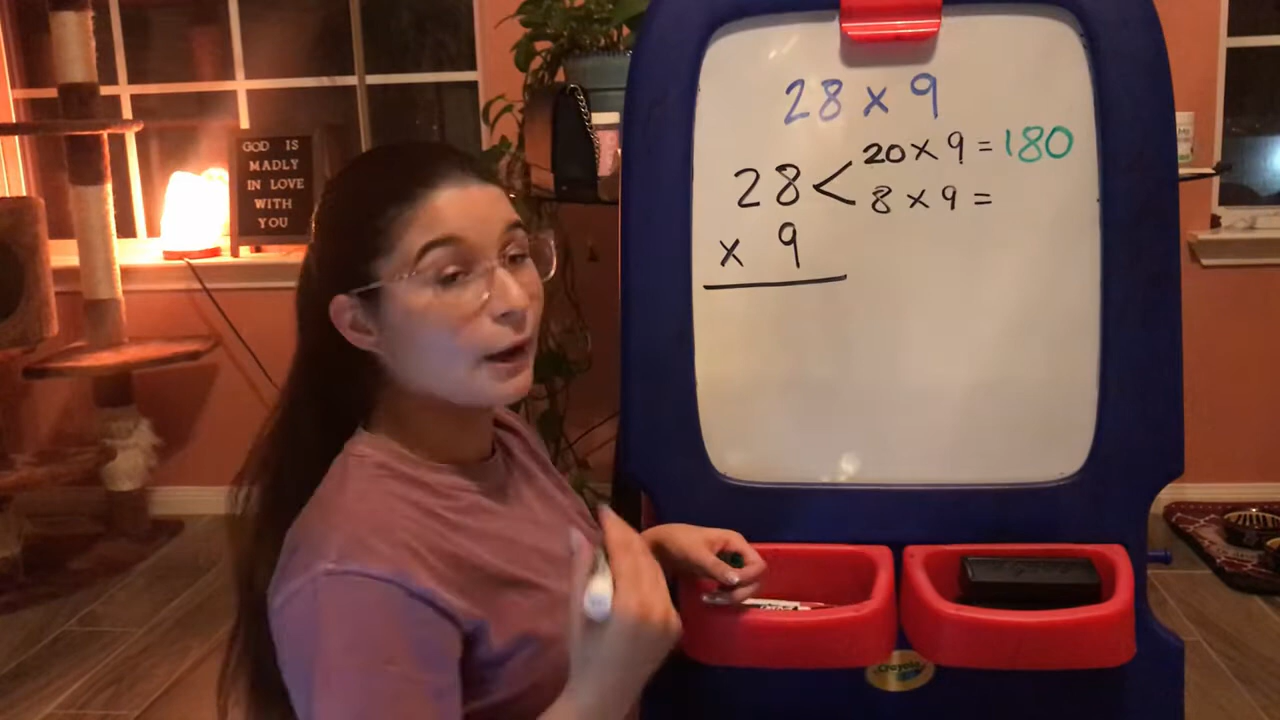 GOD IS
MADLY
IN LOVE
WITH
YOU
28 x 9
20 x 9 = 180
28 <
8 x 9 =
x 9
Crayola